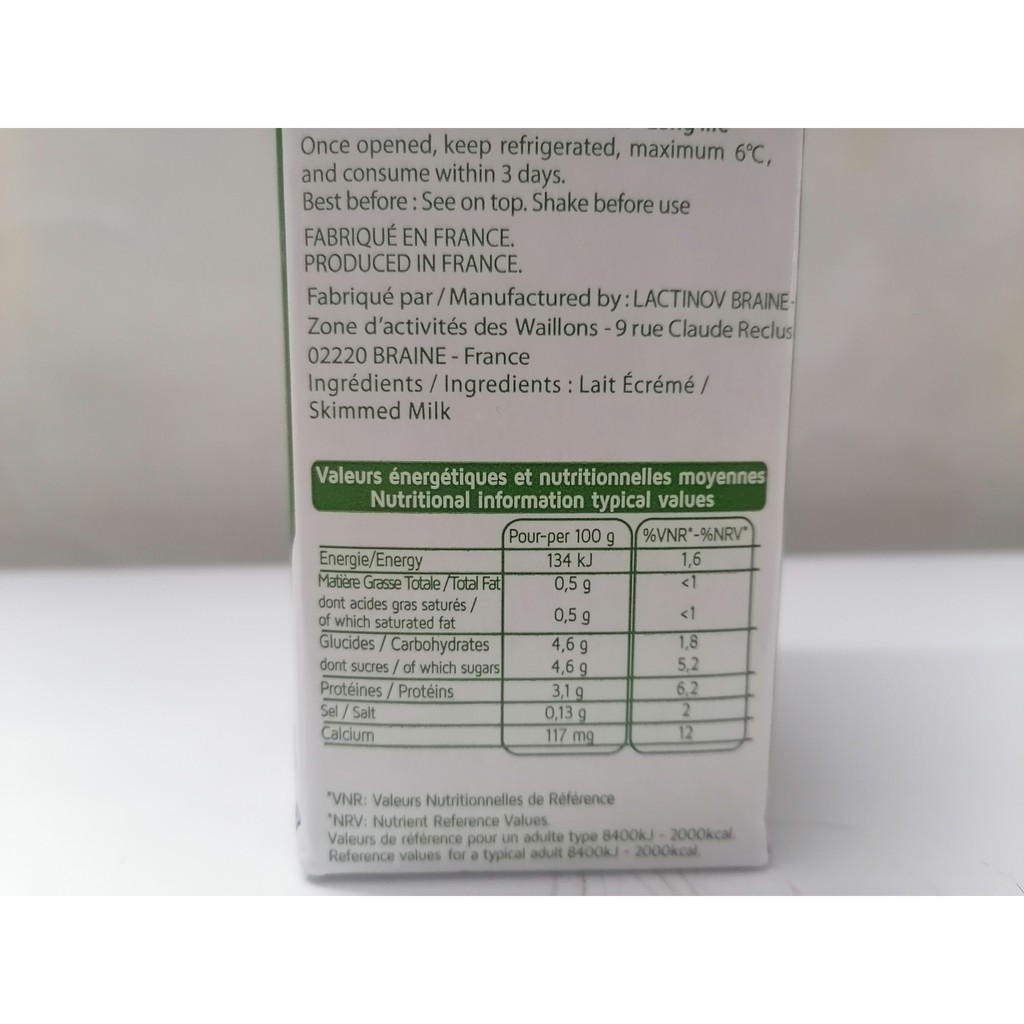 Once opened, keep refrigerated, maximum 6°C,
and consume within 3 days.
Best before : See on top. Shake before use
FABRIQUÉ EN FRANCE.
PRODUCED IN FRANCE.
Fabriqué par / Manufactured by : LACTINOV BRAINE-
Zone d'activités des Waillons - 9 rue Claude Reclus
02220 BRAINE - France
Ingrédients / Ingredients : Lait Écrémé /
Skimmed Milk
Valeurs énergétiques et nutritionnelles moyennes
Nutritional information typical values
Pour-per 100 g %VNR*-%NRV*
Energie/Energy 134 kJ 1,6
Matière Grasse Totale /Total Fat 0,5 g <1
dont acides gras saturés /
of which saturated fat 0,5 g <1
Glucides / Carbohydrates 4,6 g 1,8
dont sucres / of which sugars 4,6 g 5,2
Protéines / Protéins 3,1 g 6,2
Sel / Salt 0,13 g 2
Calcium 117 mg 12
*VNR: Valeurs Nutritionnelles de Référence
*NRV: Nutrient Reference Values.
Valeurs de référence pour un adulte type 8400kJ - 2000kcal.
Reference values for a typical adult 8400kJ - 2000kcal.